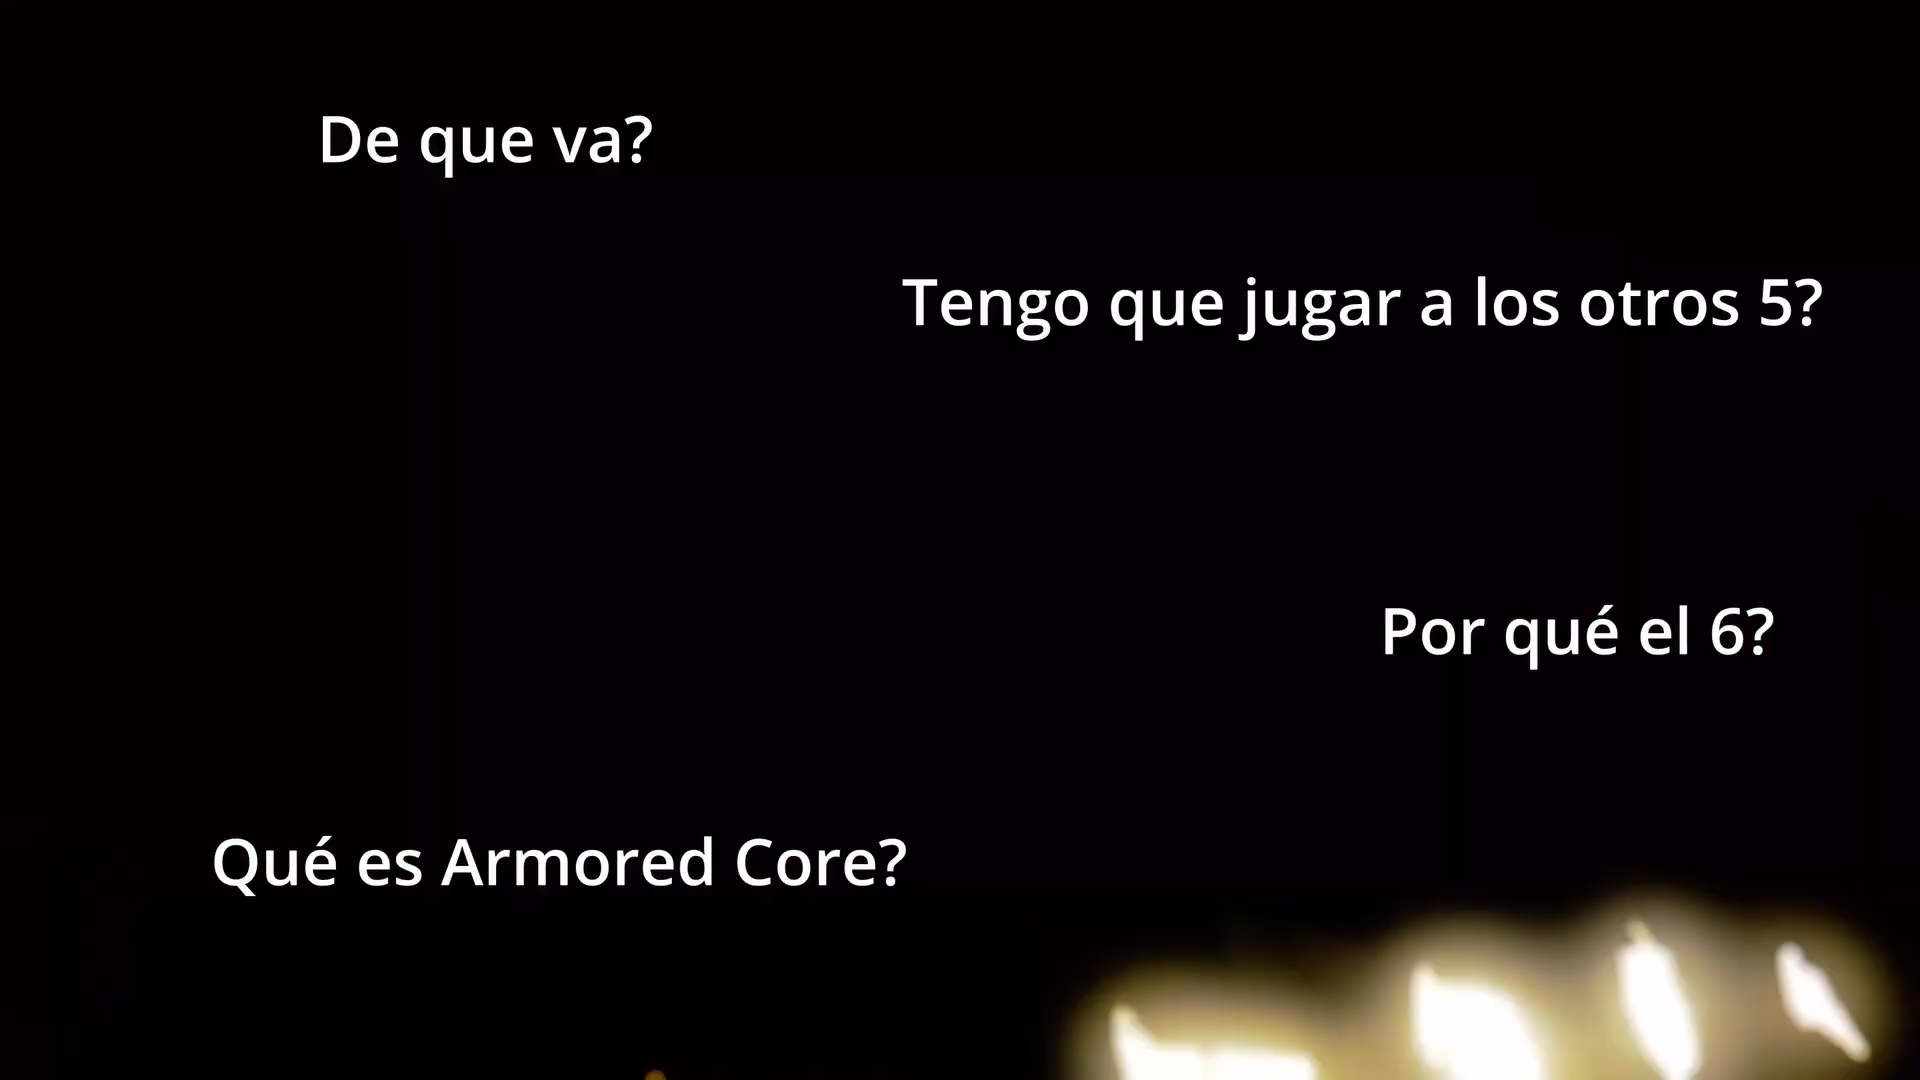 De que va?
Tengo que jugar a los otros 5?
Por qué el 6?
Qué es Armored Core?